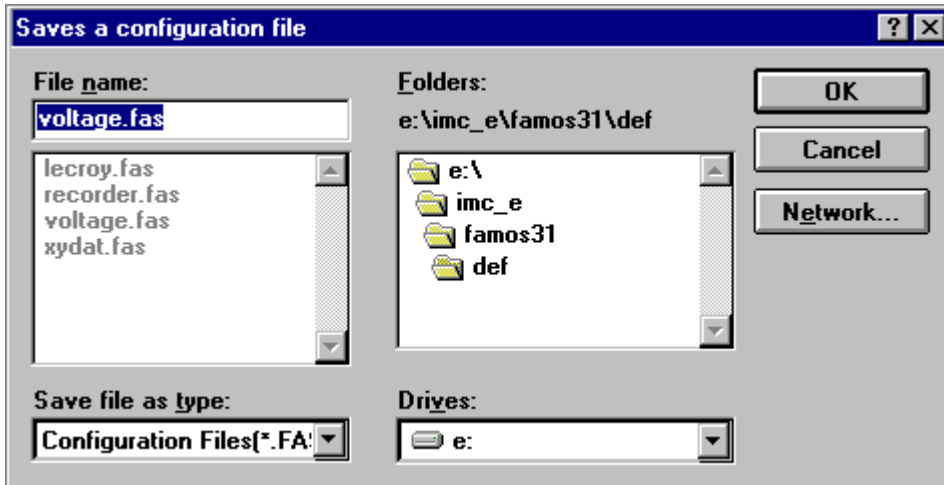 Saves a configuration file
File name:
voltage.fas
lecroy.fas
recorder.fas
voltage.fas
xydat.fas
Save file as type:
Configuration Files(*.FA
Folders:
e:\imc_e\famos31\def
e:\
imc_e
famos31
def
Drives:
e:
OK
Cancel
Network...